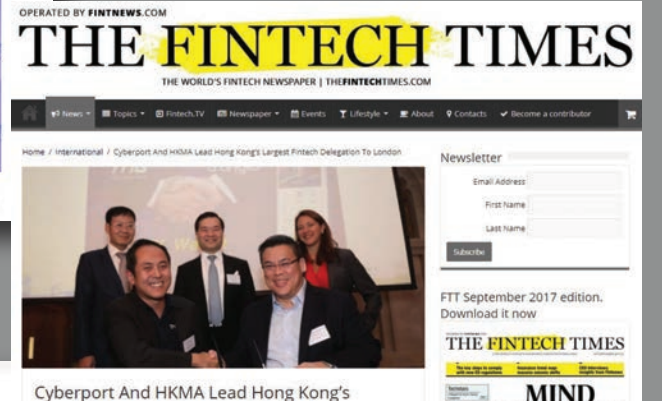 OPERATED BY FINTNEWS.COM
THE FINTECH TIMES
THE WORLD'S FINTECH NEWSPAPER | THEFINTECHTIMES.COM
News Topics Fintech.TV Newspaper Events Lifestyle About Contacts Become a contributor
Home / International / Cyberport And HKMA Lead Hong Kong's Largest Fintech Delegation To London
Newsletter
Email Address
First Name
Last Name
Subscribe
FTT September 2017 edition.
Download it now
THE FINTECH TIMES
MIND
Cyberport And HKMA Lead Hong Kong's